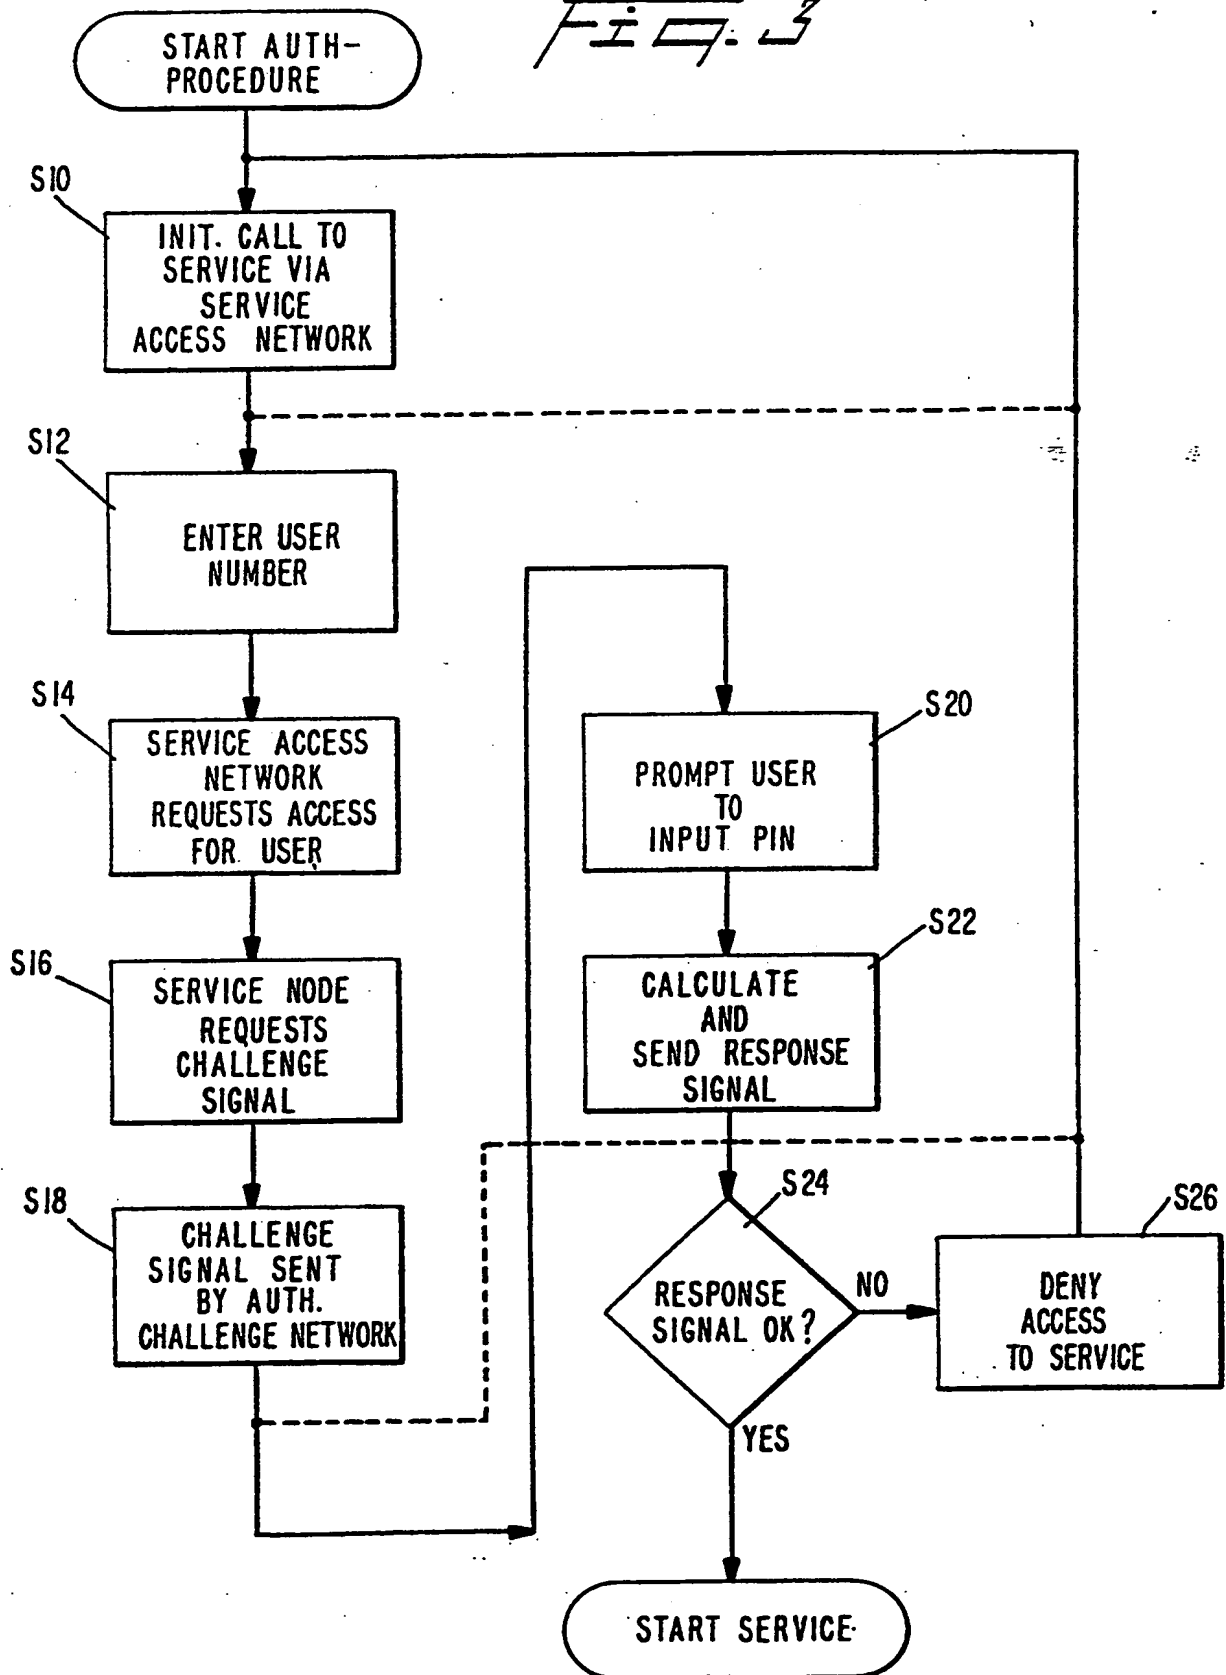 Fig. 3
START AUTH-
PROCEDURE
S10
INIT. CALL TO
SERVICE VIA
SERVICE
ACCESS NETWORK
S12
ENTER USER
NUMBER
S14
SERVICE ACCESS
NETWORK
REQUESTS ACCESS
FOR USER
S16
SERVICE NODE
REQUESTS
CHALLENGE
SIGNAL
S18
CHALLENGE
SIGNAL SENT
BY AUTH.
CHALLENGE NETWORK
S20
PROMPT USER
TO
INPUT PIN
S22
CALCULATE
AND
SEND RESPONSE
SIGNAL
S24
RESPONSE
SIGNAL OK?
NO
YES
S26
DENY
ACCESS
TO SERVICE
START SERVICE